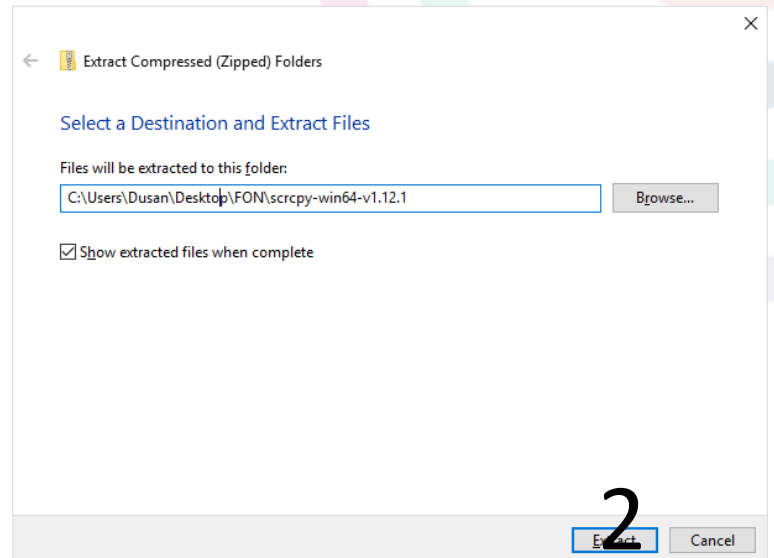 Extract Compressed (Zipped) Folders
Select a Destination and Extract Files
Files will be extracted to this folder:
C:\Users\Dusan\Desktop\FON\scrcpy-win64-v1.12.1
Browse...
Show extracted files when complete
2
Extract
Cancel